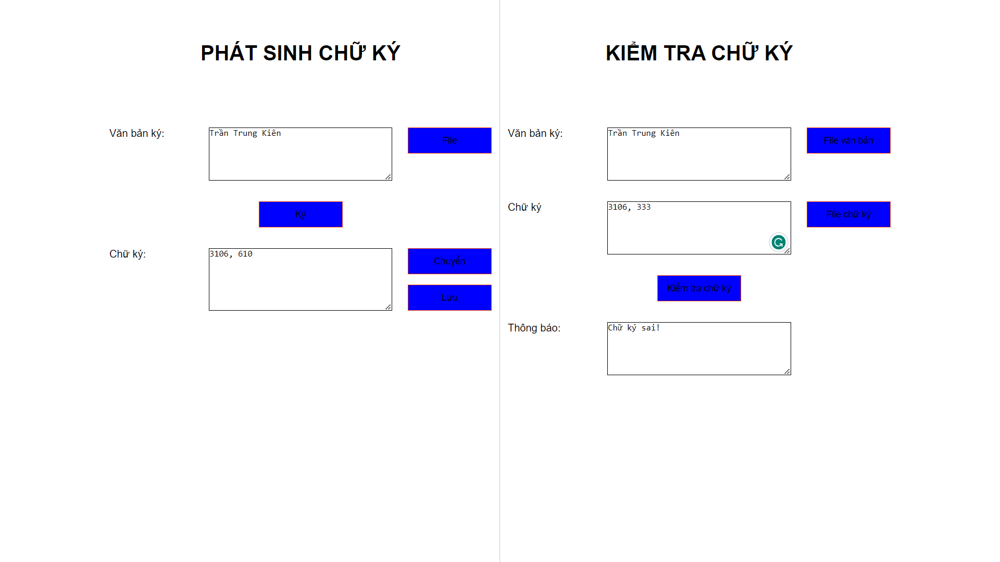 PHÁT SINH CHỮ KÝ
Văn bản ký:
Trần Trung Kiên
File
Ký
Chữ ký:
3106, 610
Chuyển
Lưu
KIỂM TRA CHỮ KÝ
Văn bản ký:
Trần Trung Kiên
File văn bản
Chữ ký
3106, 333
File chữ ký
Kiểm tra chữ ký
Thông báo:
Chữ ký sai!